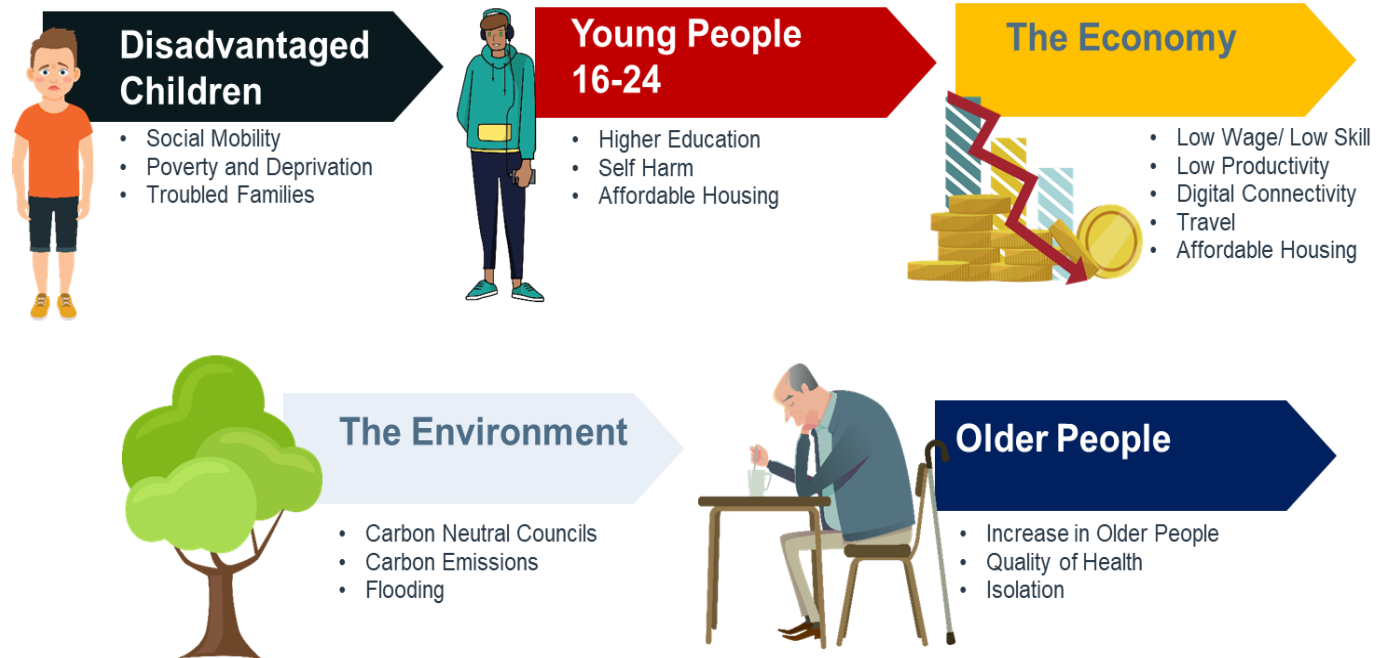 Disadvantaged
Children
• Social Mobility
• Poverty and Deprivation
• Troubled Families
Young People
16-24
• Higher Education
• Self Harm
• Affordable Housing
The Economy
• Low Wage/ Low Skill
• Low Productivity
• Digital Connectivity
• Travel
• Affordable Housing
The Environment
• Carbon Neutral Councils
• Carbon Emissions
• Flooding
Older People
• Increase in Older People
• Quality of Health
• Isolation